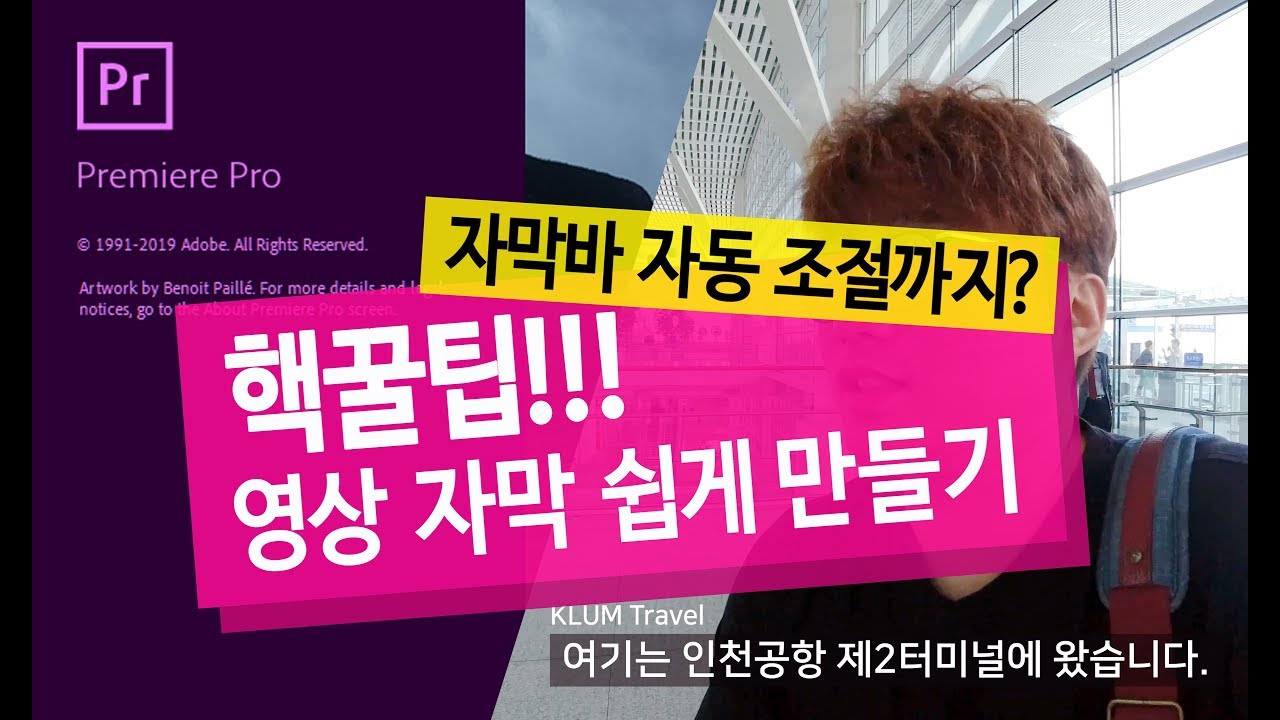 Pr
Premiere Pro
© 1991-2019 Adobe. All Rights Reserved.
Artwork by Benoit Paillé. For more details and legal
notices, go to the About Premiere Pro screen.
자막바 자동 조절까지?
핵꿀팁!!!
영상 자막 쉽게 만들기
KLUM Travel
여기는 인천공항 제2터미널에 왔습니다.